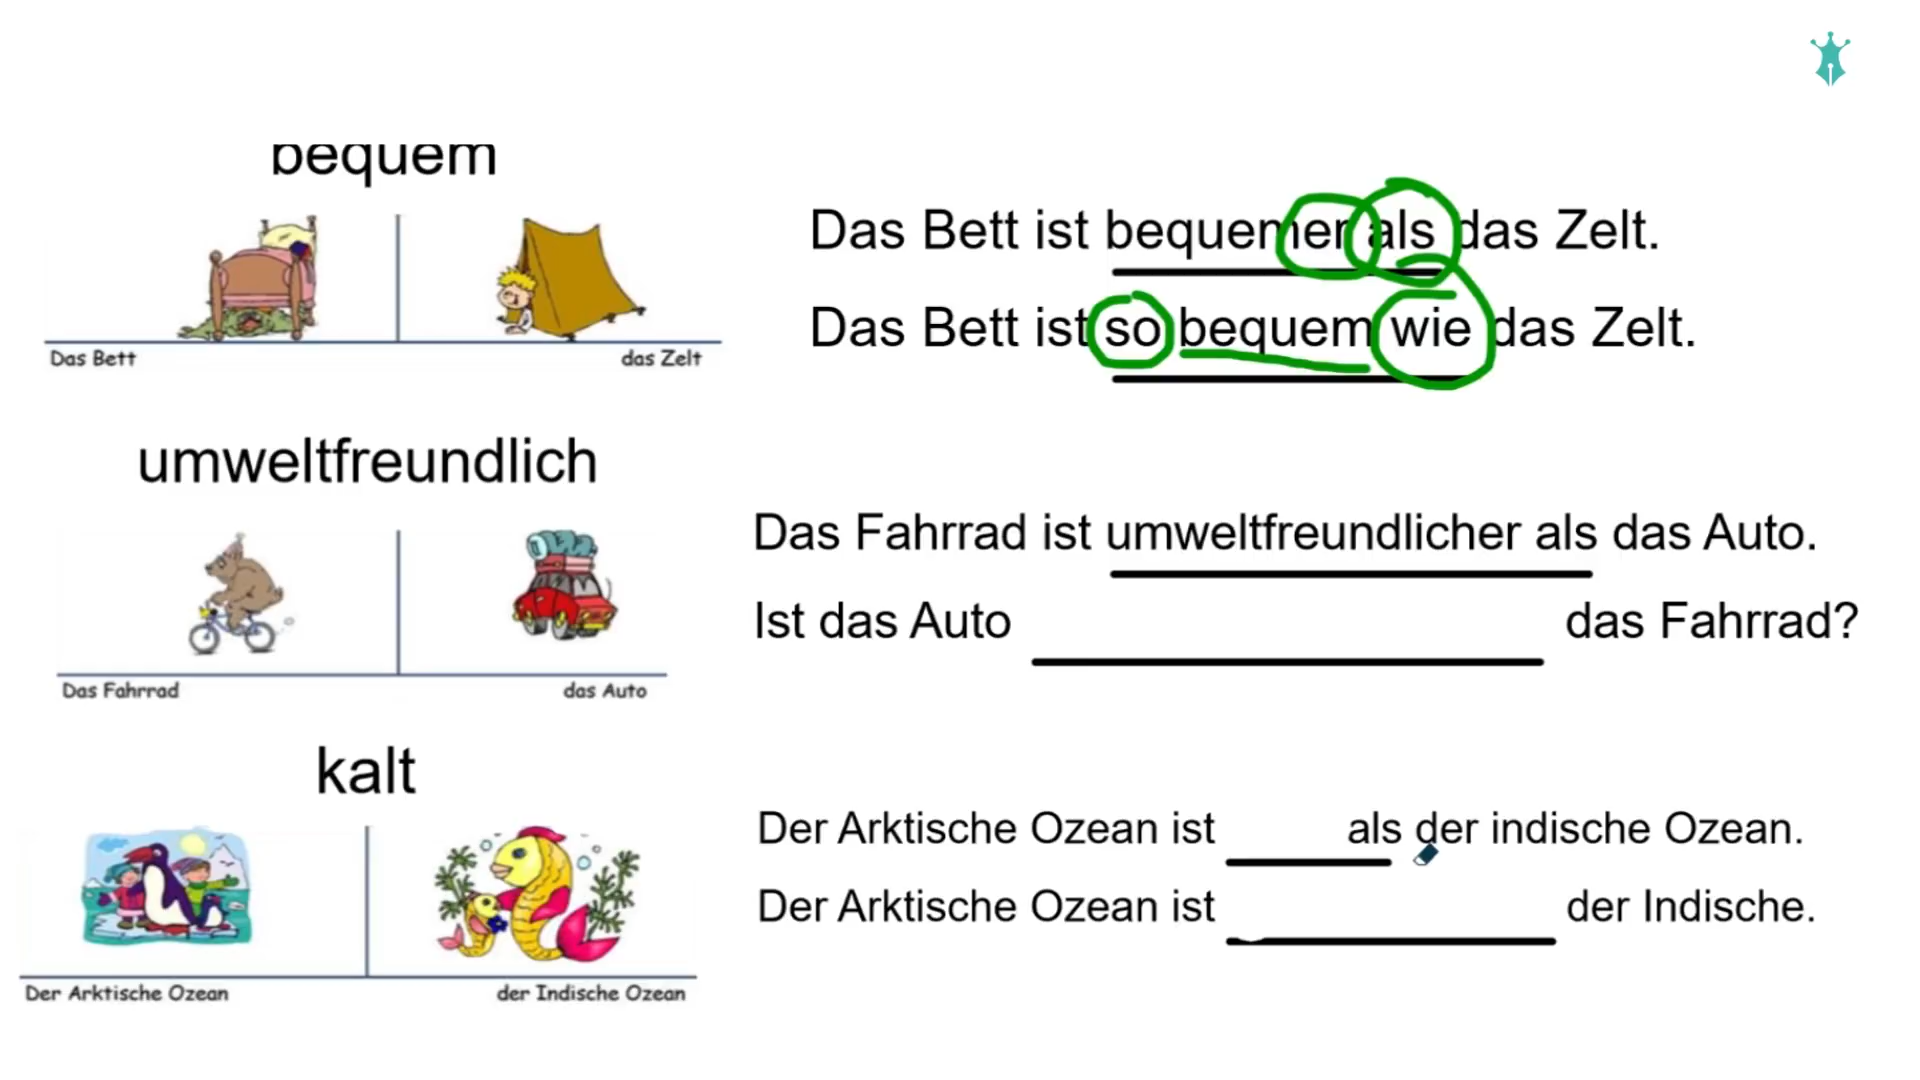 bequem
Das Bett ist bequemer als das Zelt.
Das Bett ist so bequem wie das Zelt.
Das Bett
das Zelt
umweltfreundlich
Das Fahrrad ist umweltfreundlicher als das Auto.
Ist das Auto das Fahrrad?
Das Fahrrad
das Auto
kalt
Der Arktische Ozean ist als der indische Ozean.
Der Arktische Ozean ist der Indische.
Der Arktische Ozean
der Indische Ozean